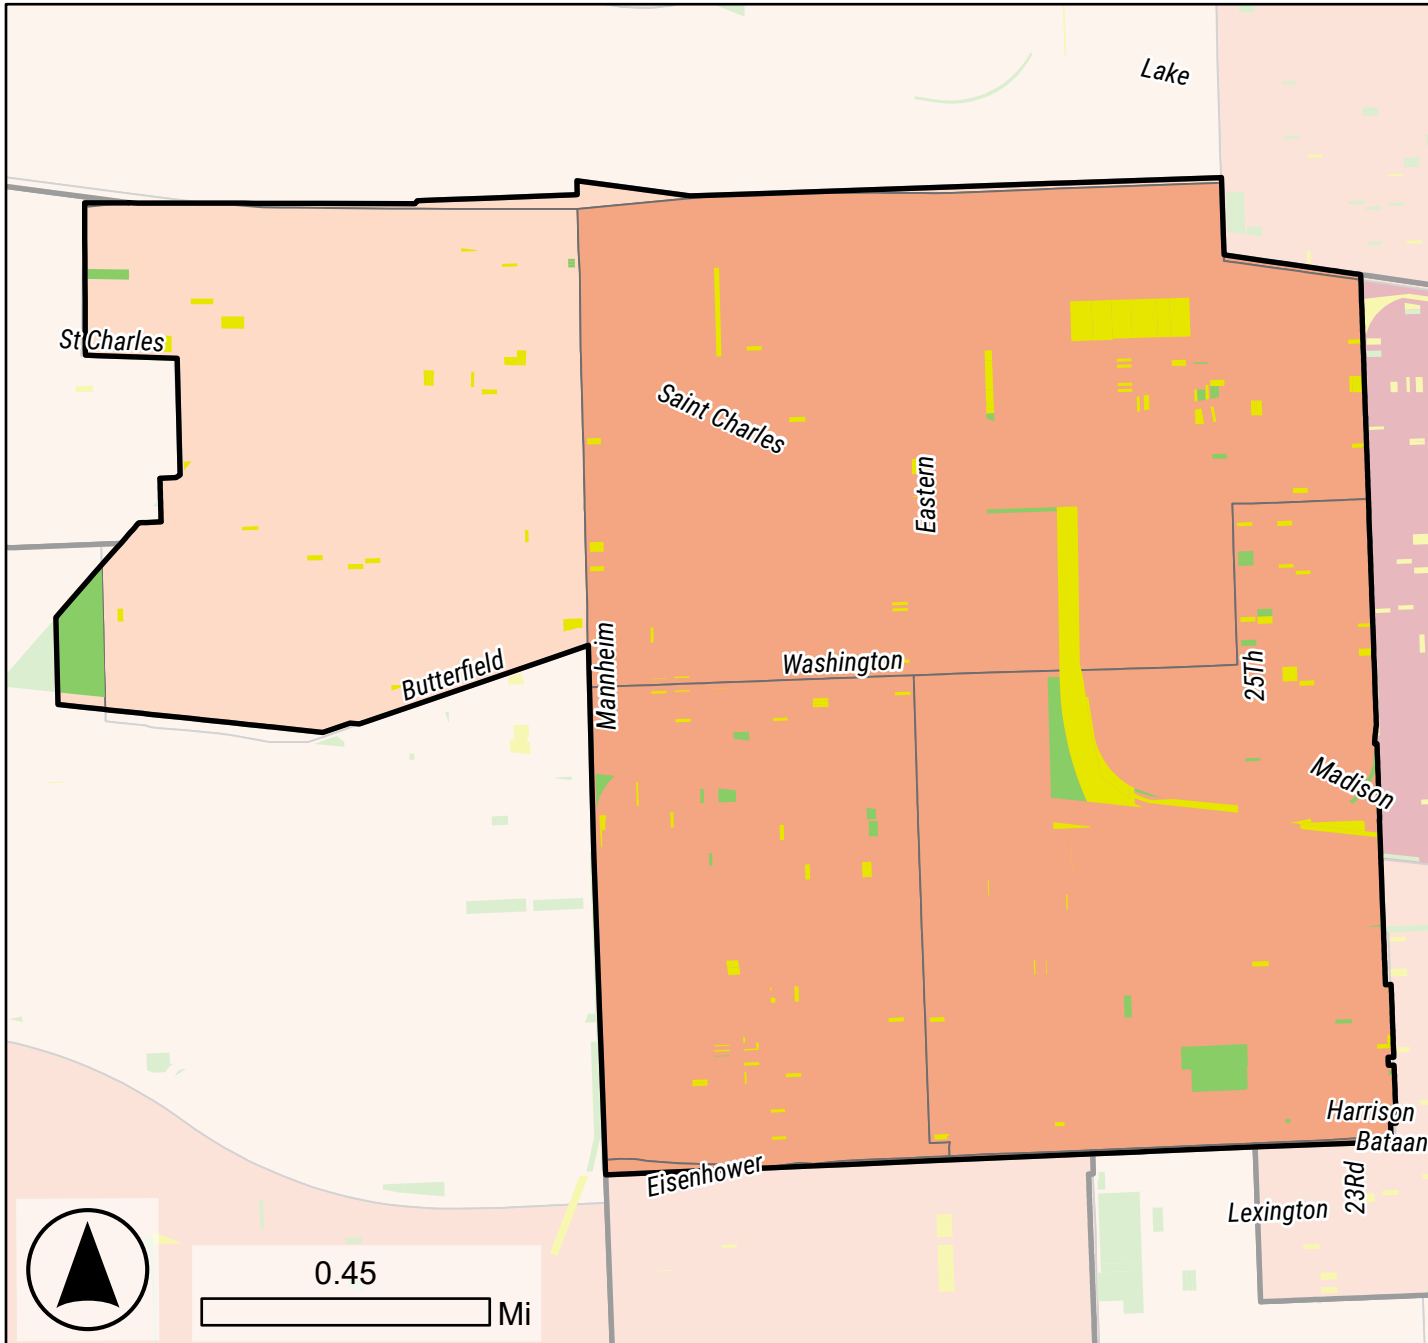 Lake
St Charles
Saint Charles
Eastern
Mannheim
Washington
Butterfield
25Th
Madison
Harrison
Bataan
Eisenhower
23Rd
Lexington
0.45
Mi